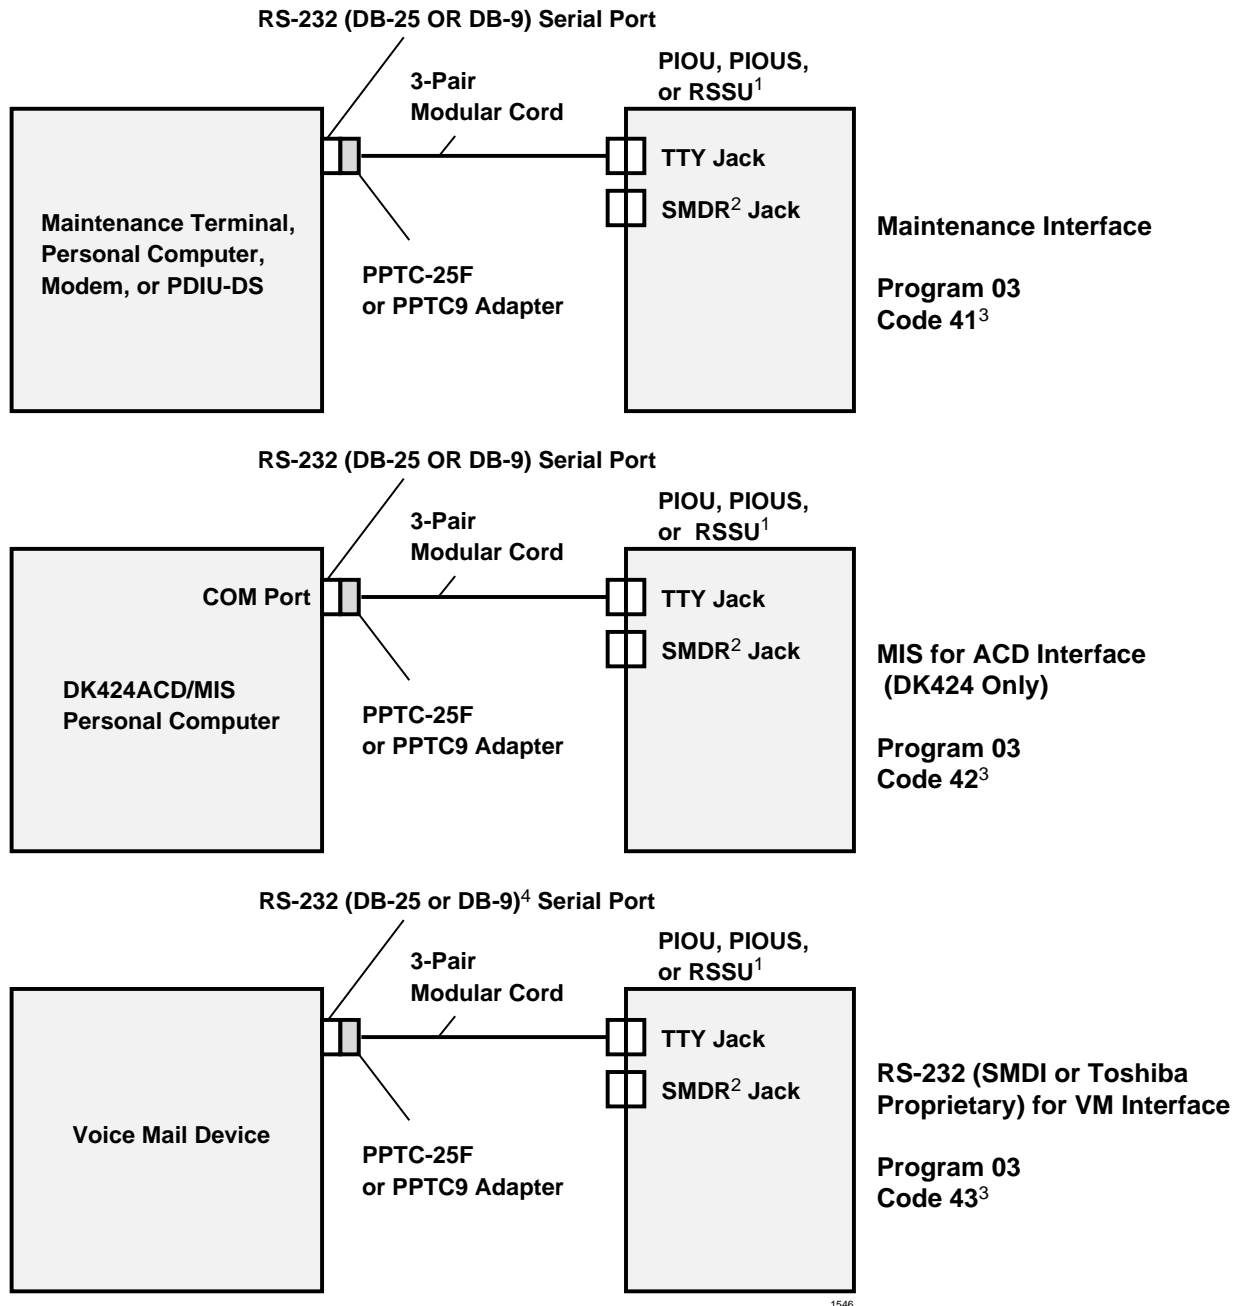 RS-232 (DB-25 OR DB-9) Serial Port
PIOU, PIOUS,
or RSSU1
3-Pair
Modular Cord
TTY Jack
SMDR2 Jack
Maintenance Terminal,
Personal Computer,
Modem, or PDIU-DS
PPTC-25F
or PPTC9 Adapter
Maintenance Interface
Program 03
Code 413
RS-232 (DB-25 OR DB-9) Serial Port
PIOU, PIOUS,
or RSSU1
3-Pair
Modular Cord
COM Port
TTY Jack
SMDR2 Jack
DK424ACD/MIS
Personal Computer
PPTC-25F
or PPTC9 Adapter
MIS for ACD Interface
(DK424 Only)
Program 03
Code 423
RS-232 (DB-25 or DB-9)4 Serial Port
PIOU, PIOUS,
or RSSU1
3-Pair
Modular Cord
TTY Jack
SMDR2 Jack
Voice Mail Device
PPTC-25F
or PPTC9 Adapter
RS-232 (SMDI or Toshiba
Proprietary) for VM Interface
Program 03
Code 433
1546